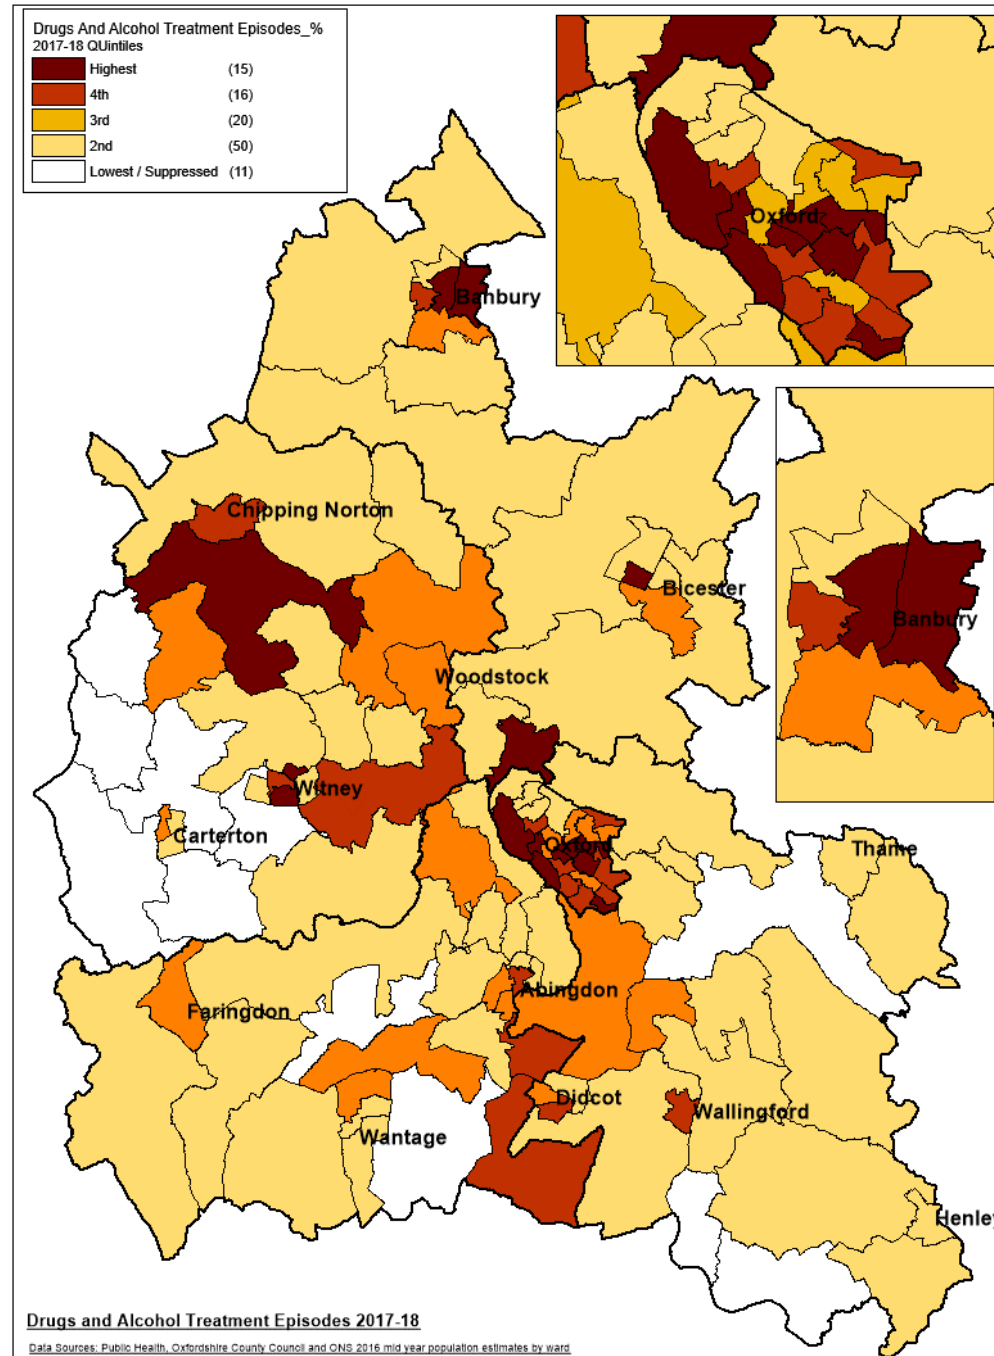 Drugs And Alcohol Treatment Episodes_%
2017-18 QUintiles
Highest (15)
4th (16)
3rd (20)
2nd (50)
Lowest / Suppressed (11)
Oxford
Banbury
Banbury
Chipping Norton
Bicester
Woodstock
Witney
Carterton
Oxford
Thame
Abingdon
Faringdon
Didcot
Wallingford
Wantage
Henley
Drugs and Alcohol Treatment Episodes 2017-18
Data Sources: Public Health, Oxfordshire County Council and ONS 2016 mid year population estimates by ward